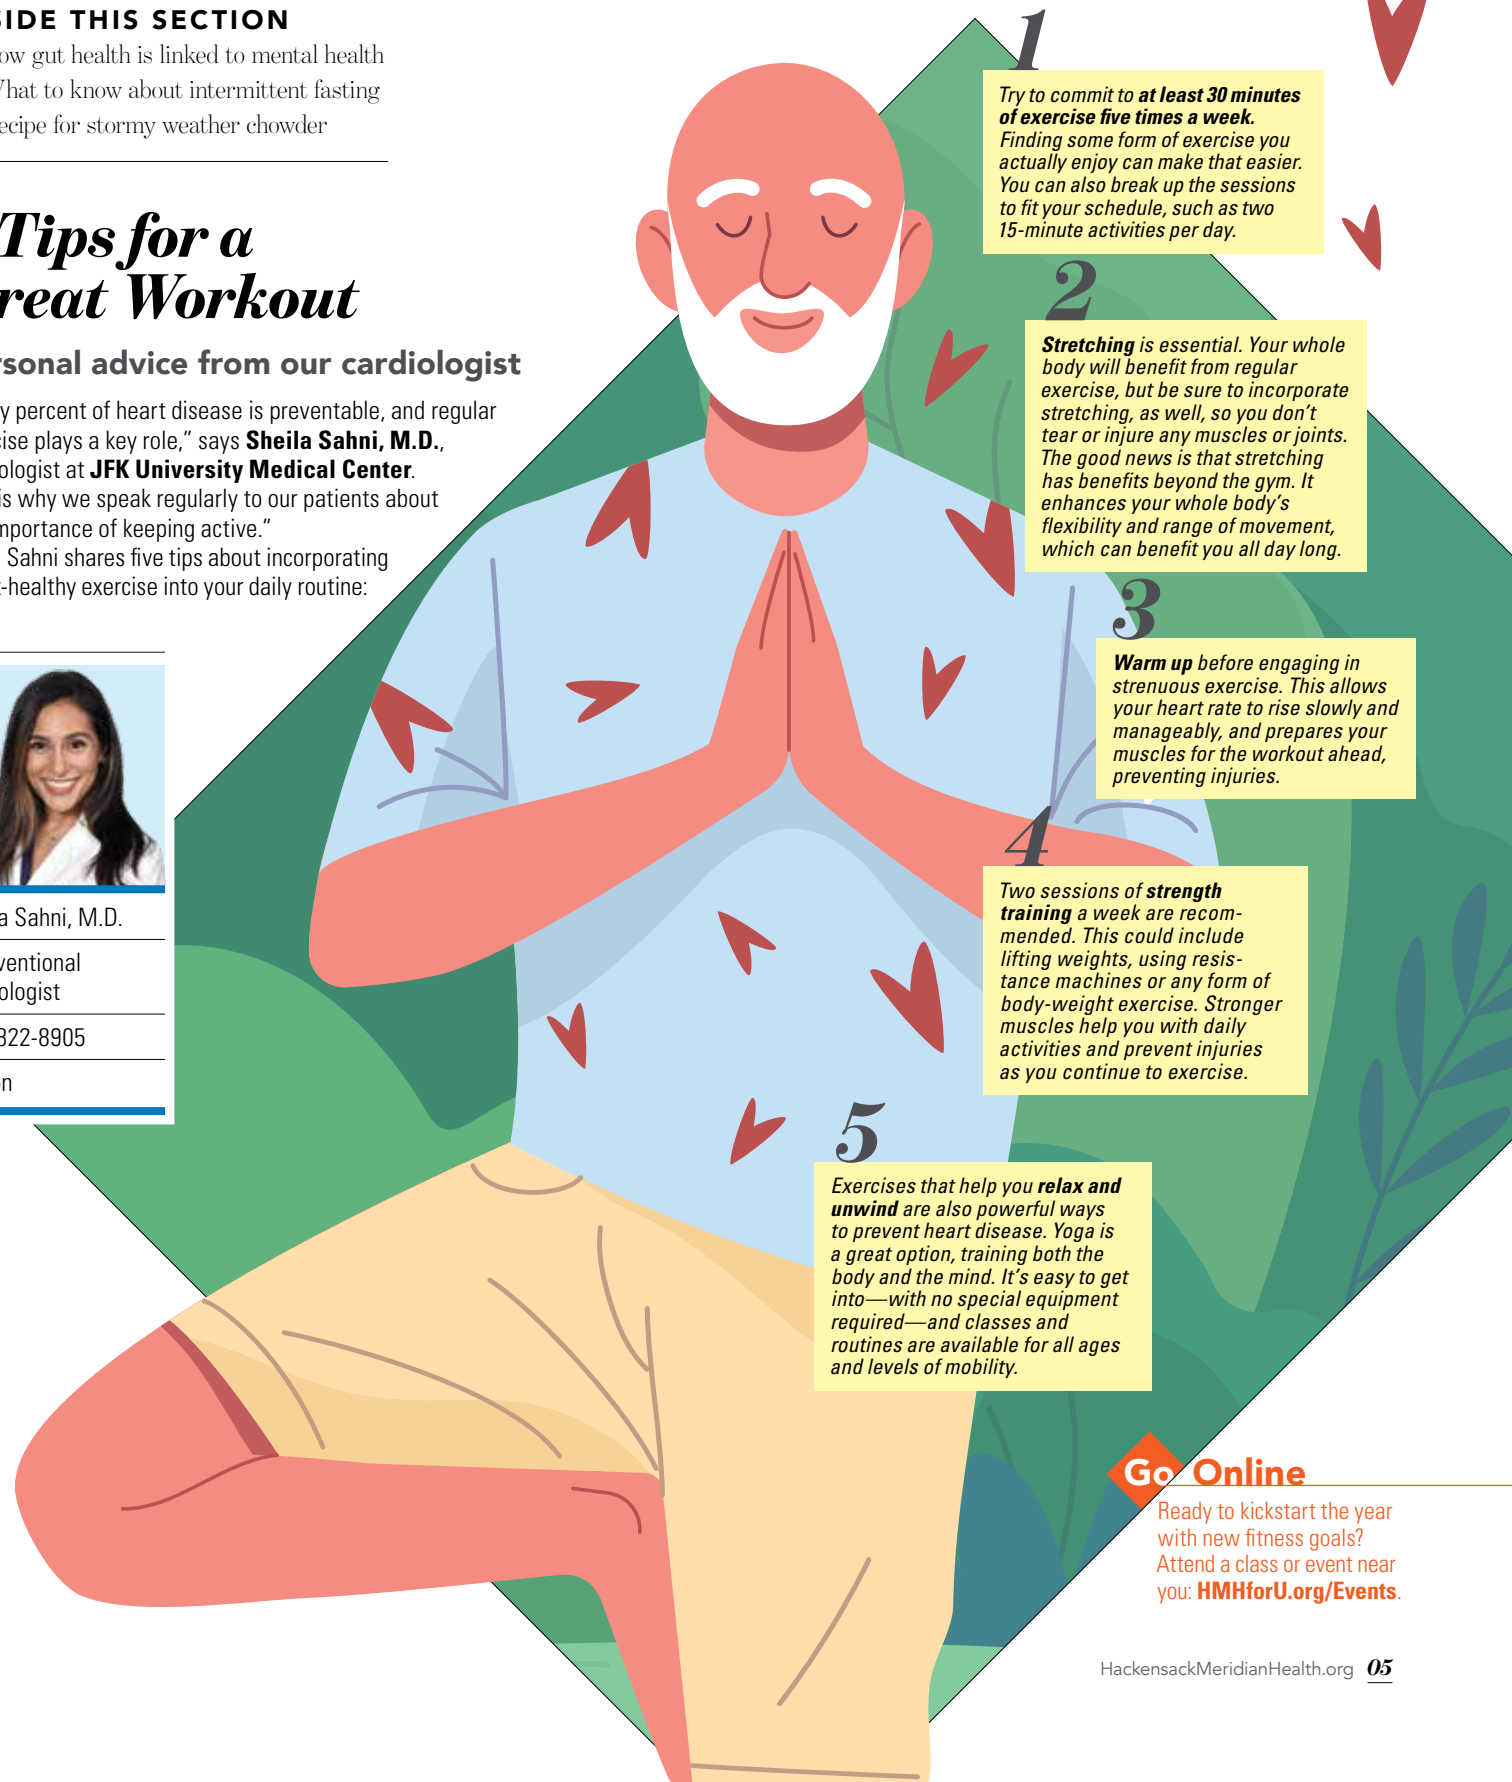 SIDE THIS SECTION
ow gut health is linked to mental health
hat to know about intermittent fasting
ecipe for stormy weather chowder
Tips for a
reat Workout
rsonal advice from our cardiologist
y percent of heart disease is preventable, and regular
cise plays a key role,” says Sheila Sahni, M.D.,
ologist at JFK University Medical Center.
is why we speak regularly to our patients about
mportance of keeping active.”
Sahni shares five tips about incorporating
t-healthy exercise into your daily routine:
a Sahni, M.D.
ventional
ologist
322-8905
on
1
Try to commit to at least 30 minutes
of exercise five times a week.
Finding some form of exercise you
actually enjoy can make that easier.
You can also break up the sessions
to fit your schedule, such as two
15-minute activities per day.
2
Stretching is essential. Your whole
body will benefit from regular
exercise, but be sure to incorporate
stretching, as well, so you don’t
tear or injure any muscles or joints.
The good news is that stretching
has benefits beyond the gym. It
enhances your whole body’s
flexibility and range of movement,
which can benefit you all day long.
3
Warm up before engaging in
strenuous exercise. This allows
your heart rate to rise slowly and
manageably, and prepares your
muscles for the workout ahead,
preventing injuries.
4
Two sessions of strength
training a week are recom-
mended. This could include
lifting weights, using resis-
tance machines or any form of
body-weight exercise. Stronger
muscles help you with daily
activities and prevent injuries
as you continue to exercise.
5
Exercises that help you relax and
unwind are also powerful ways
to prevent heart disease. Yoga is
a great option, training both the
body and the mind. It’s easy to get
into—with no special equipment
required—and classes and
routines are available for all ages
and levels of mobility.
Go Online
Ready to kickstart the year
with new fitness goals?
Attend a class or event near
you: HMHforU.org/Events.
HackensackMeridianHealth.org 05